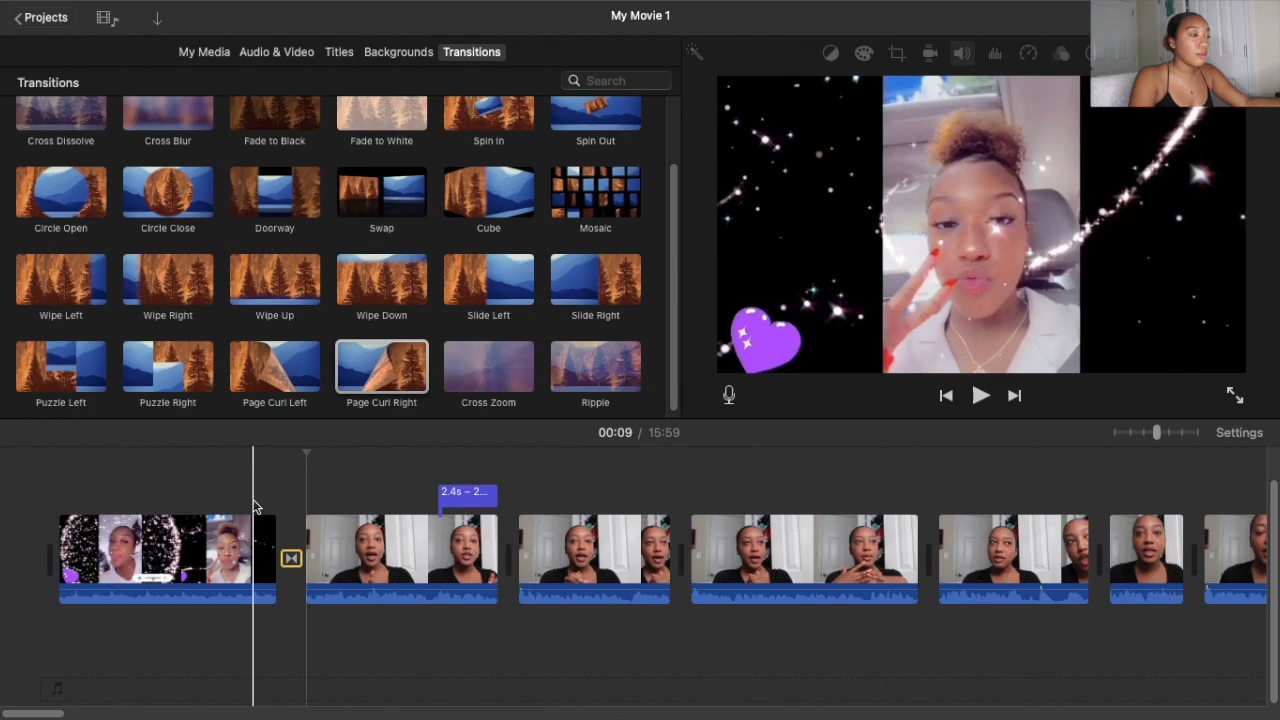 Projects
My Movie 1
My Media Audio & Video Titles Backgrounds Transitions
Transitions
Search
Cross Dissolve Cross Blur Fade to Black Fade to White Spin In Spin Out
Circle Open Circle Close Doorway Swap Cube Mosaic
Wipe Left Wipe Right Wipe Up Wipe Down Slide Left Slide Right
Puzzle Left Puzzle Right Page Curl Left Page Curl Right Cross Zoom Ripple
00:09 / 15:59
Settings
2.4s – 2...